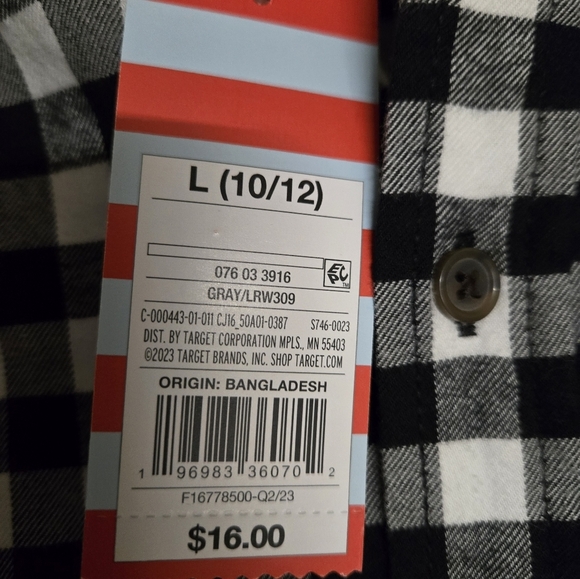 L (10/12)
EPC
TM
076 03 3916
GRAY/LRW309
C-000443-01-011 CJ16_50A01-0387 S746-0023
DIST. BY TARGET CORPORATION MPLS., MN 55403
©2023 TARGET BRANDS, INC. SHOP TARGET.COM
ORIGIN: BANGLADESH
1 96983 36070 2
F16778500-Q2/23
$16.00